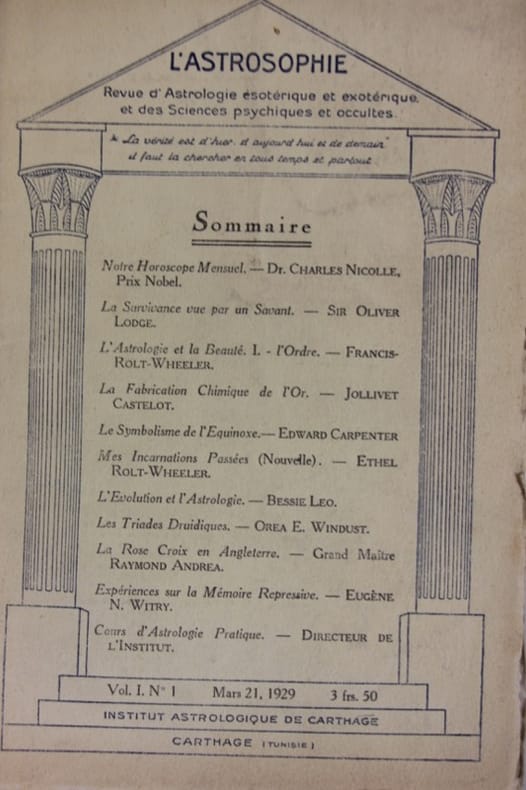 L'ASTROSOPHIE
Revue d'Astrologie ésotérique et exotérique.
et des Sciences psychiques et occultes.
"La vérité est d'hier, d'aujourd'hui et de demain"
il faut la chercher en tous temps et partout
Sommaire
Notre Horoscope Mensuel. — Dr. CHARLES NICOLLE,
Prix Nobel.
La Survivance vue par un Savant. — SIR OLIVER
LODGE.
L'Astrologie et la Beauté. I. - l'Ordre. — FRANCIS-
ROLT-WHEELER.
La Fabrication Chimique de l'Or. — JOLLIVET
CASTELOT.
Le Symbolisme de l'Equinoxe.— EDWARD CARPENTER
Mes Incarnations Passées (Nouvelle). — ETHEL
ROLT-WHEELER.
L'Evolution et l'Astrologie. — BESSIE LEO.
Les Triades Druidiques. — OREA E. WINDUST.
La Rose Croix en Angleterre. — Grand Maître
RAYMOND ANDREA.
Expériences sur la Mémoire Repressive. — EUGÈNE
N. WITRY.
Cours d'Astrologie Pratique. — DIRECTEUR DE
L'INSTITUT.
Vol. I. N° 1 Mars 21, 1929 3 frs. 50
INSTITUT ASTROLOGIQUE DE CARTHAGE
CARTHAGE (TUNISIE)